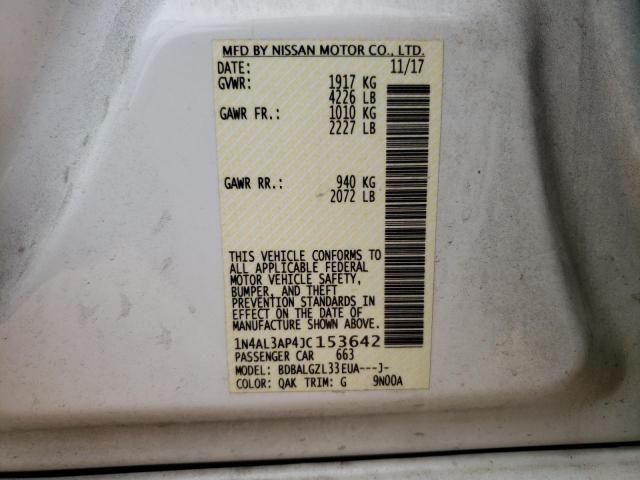 MFD BY NISSAN MOTOR CO., LTD.
DATE: 11/17
GVWR: 1917 KG
4226 LB
GAWR FR.: 1010 KG
2227 LB
GAWR RR.: 940 KG
2072 LB
THIS VEHICLE CONFORMS TO
ALL APPLICABLE FEDERAL
MOTOR VEHICLE SAFETY,
BUMPER, AND THEFT
PREVENTION STANDARDS IN
EFFECT ON THE DATE OF
MANUFACTURE SHOWN ABOVE.
1N4AL3AP4JC153642
PASSENGER CAR 663
MODEL: BDBALGZL33EUA---J-
COLOR: QAK TRIM: G 9N00A